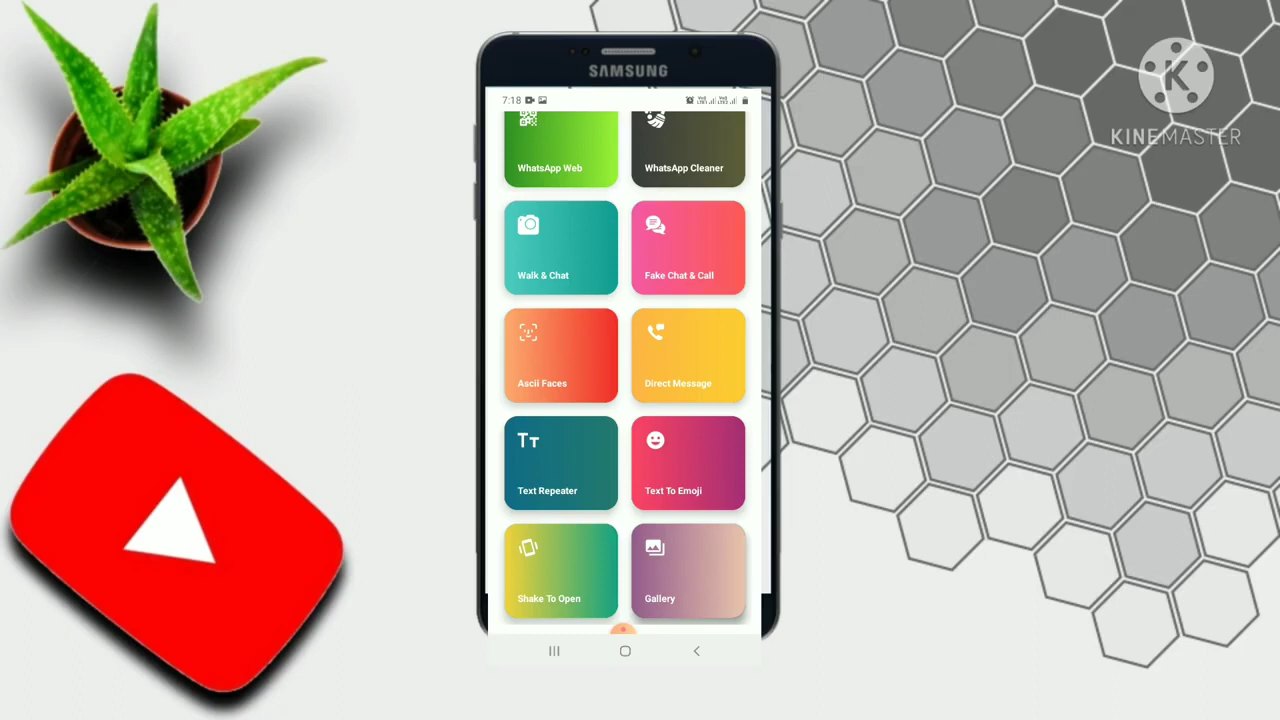 SAMSUNG
7:18
KINEMASTER
WhatsApp Web
WhatsApp Cleaner
Walk & Chat
Fake Chat & Call
Ascii Faces
Direct Message
Text Repeater
Text To Emoji
Shake To Open
Gallery